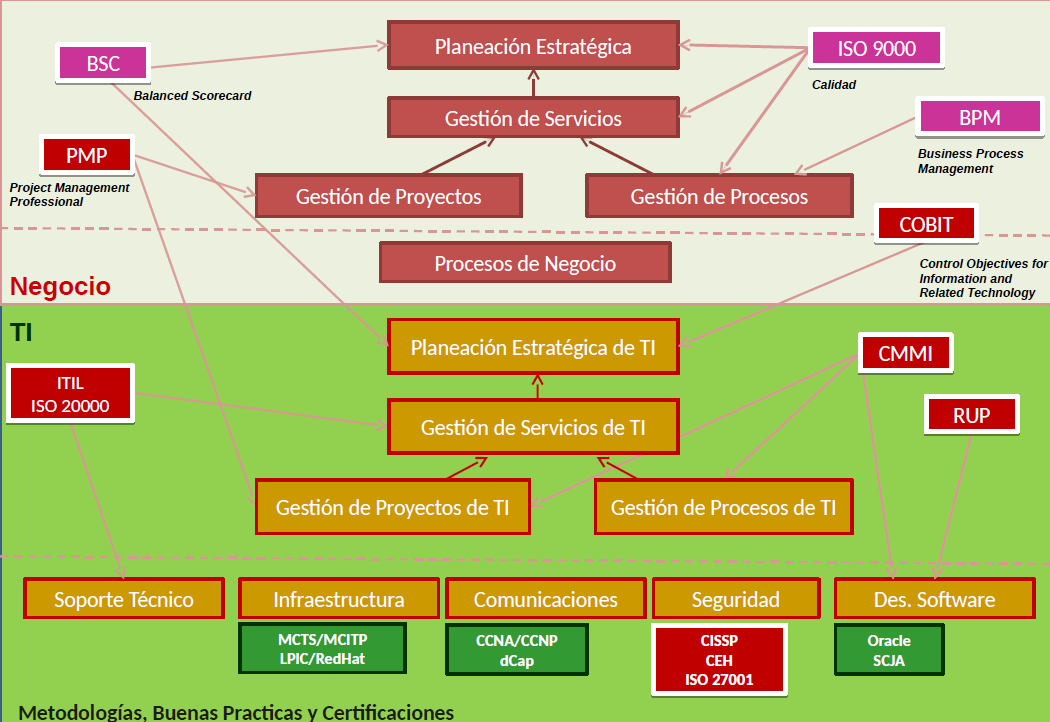 Planeación Estratégica
BSC
ISO 9000
Balanced Scorecard
Calidad
Gestión de Servicios
BPM
PMP
Business Process
Management
Project Management
Professional
Gestión de Proyectos
Gestión de Procesos
COBIT
Procesos de Negocio
Control Objectives for
Information and
Related Technology
Negocio
TI
Planeación Estratégica de TI
CMMI
ITIL
ISO 20000
Gestión de Servicios de TI
RUP
Gestión de Proyectos de TI
Gestión de Procesos de TI
Soporte Técnico
Infraestructura
Comunicaciones
Seguridad
Des. Software
MCTS/MCITP
LPIC/RedHat
CCNA/CCNP
dCap
CISSP
CEH
ISO 27001
Oracle
SCJA
Metodologías, Buenas Practicas y Certificaciones